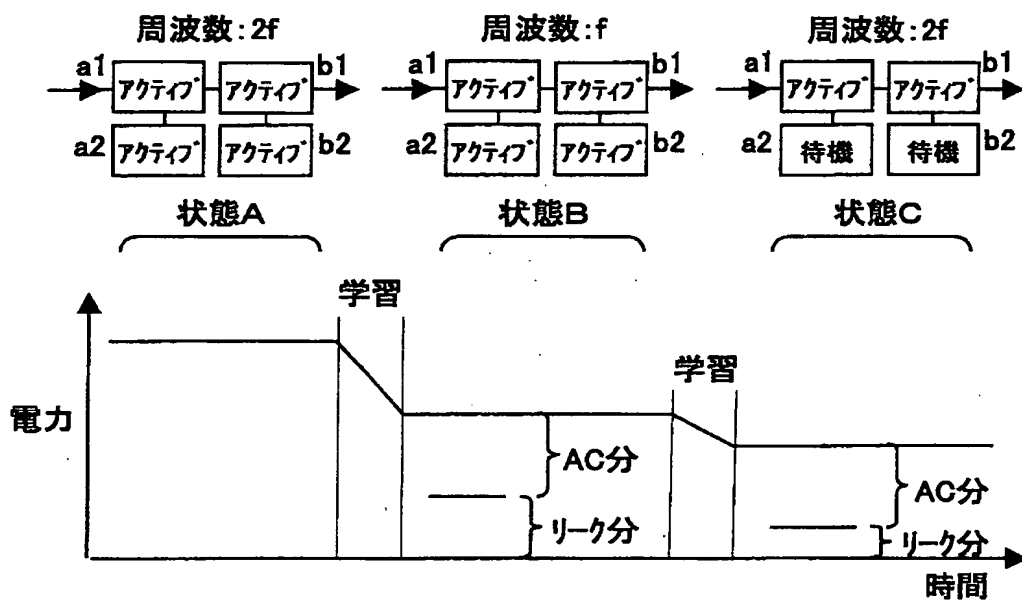 周波数:2f
周波数:f
周波数:2f
a1 アクティブ アクティブ b1
a2 アクティブ アクティブ b2
a1 アクティブ アクティブ b1
a2 アクティブ アクティブ b2
a1 アクティブ アクティブ b1
a2 待機 待機 b2
状態A
状態B
状態C
学習
学習
電力
AC分
リーク分
AC分
リーク分
時間